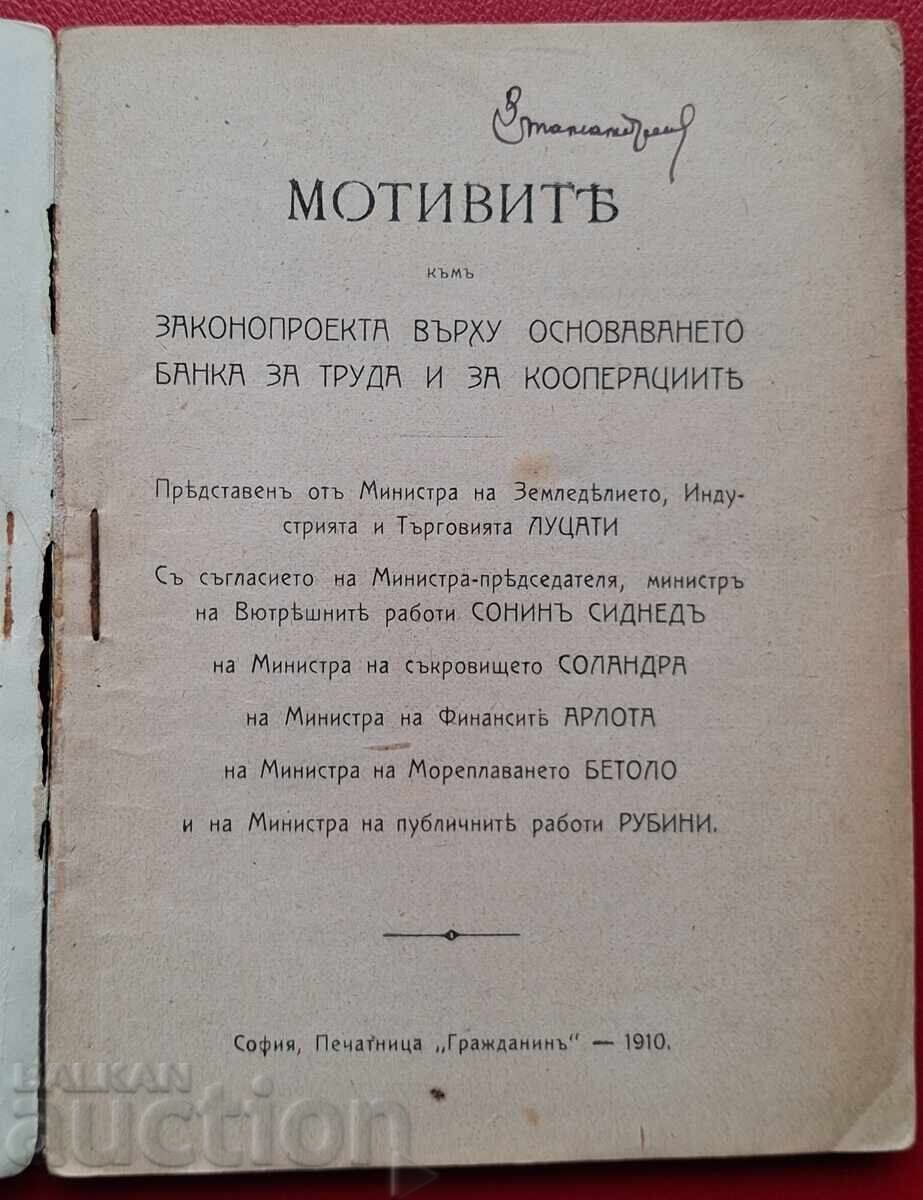 МОТИВИТѢ
къмъ
ЗАКОНОПРОЕКТА ВЪРХУ ОСНОВАВАНЕТО
БАНКА ЗА ТРУДА И ЗА КООПЕРАЦИИТѢ
Прѣдставенъ отъ Министра на Земледѣлието, Инду-
стрията и Търговията ЛУЦАТИ
Съ съгласието на Министра-прѣдседателя, министръ
на Вютрѣшнитѣ работи СОНИНЪ СИДНЕДЪ
на Министра на съкровището СОЛАНДРА
на Министра на Финанситѣ АРЛОТА
на Министра на Мореплаването БЕТОЛО
и на Министра на публичнитѣ работи РУБИНИ.
София, Печатница „Гражданинъ“ — 1910.
BALKAN
auction